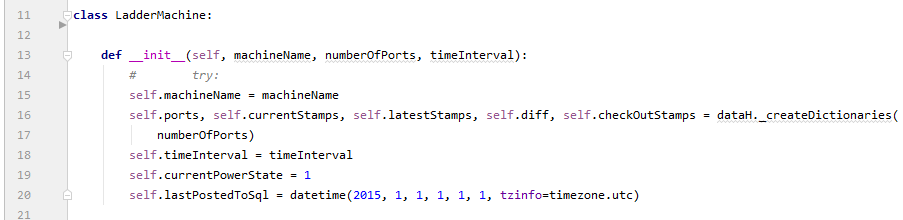 11 class LadderMachine:
12
13     def __init__(self, machineName, numberOfPorts, timeInterval):
14         #       try:
15         self.machineName = machineName
16         self.ports, self.currentStamps, self.latestStamps, self.diff, self.checkOutStamps = dataH._createDictionaries(
17             numberOfPorts)
18         self.timeInterval = timeInterval
19         self.currentPowerState = 1
20         self.lastPostedToSql = datetime(2015, 1, 1, 1, 1, 1, tzinfo=timezone.utc)
21